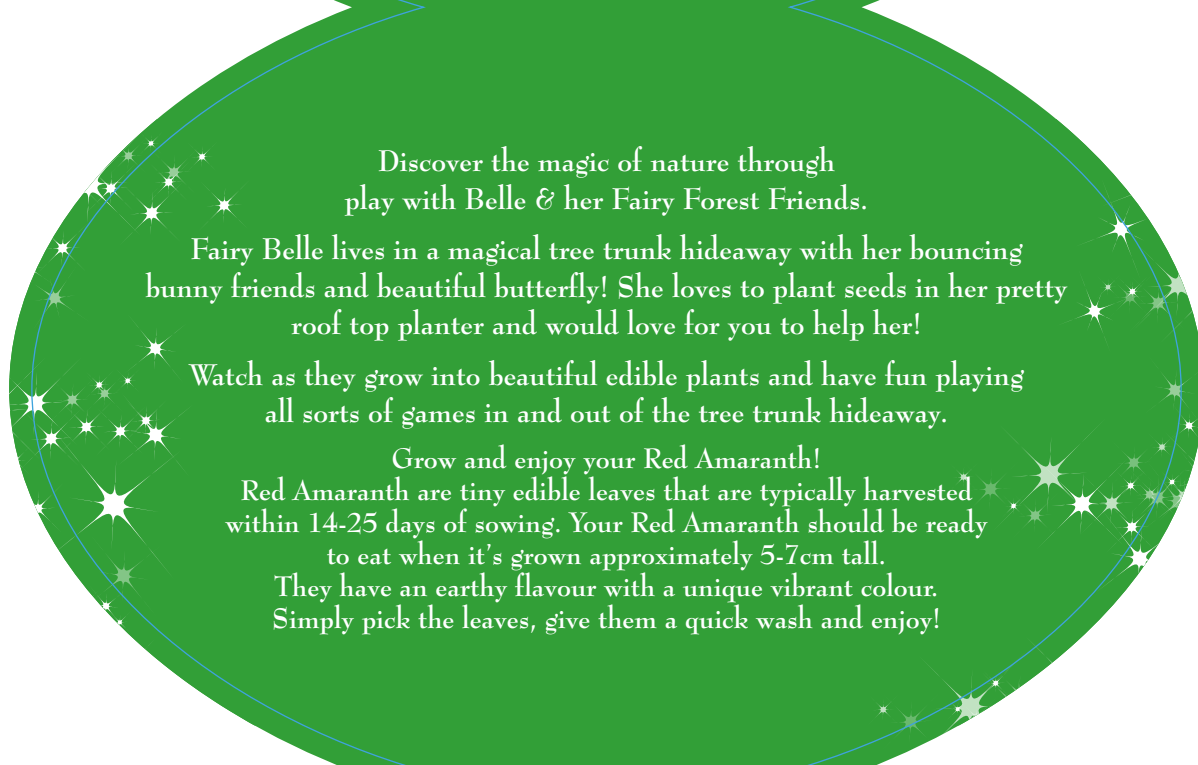 Discover the magic of nature through
play with Belle & her Fairy Forest Friends.
Fairy Belle lives in a magical tree trunk hideaway with her bouncing
bunny friends and beautiful butterfly! She loves to plant seeds in her pretty
roof top planter and would love for you to help her!
Watch as they grow into beautiful edible plants and have fun playing
all sorts of games in and out of the tree trunk hideaway.
Grow and enjoy your Red Amaranth!
Red Amaranth are tiny edible leaves that are typically harvested
within 14-25 days of sowing. Your Red Amaranth should be ready
to eat when it's grown approximately 5-7cm tall.
They have an earthy flavour with a unique vibrant colour.
Simply pick the leaves, give them a quick wash and enjoy!